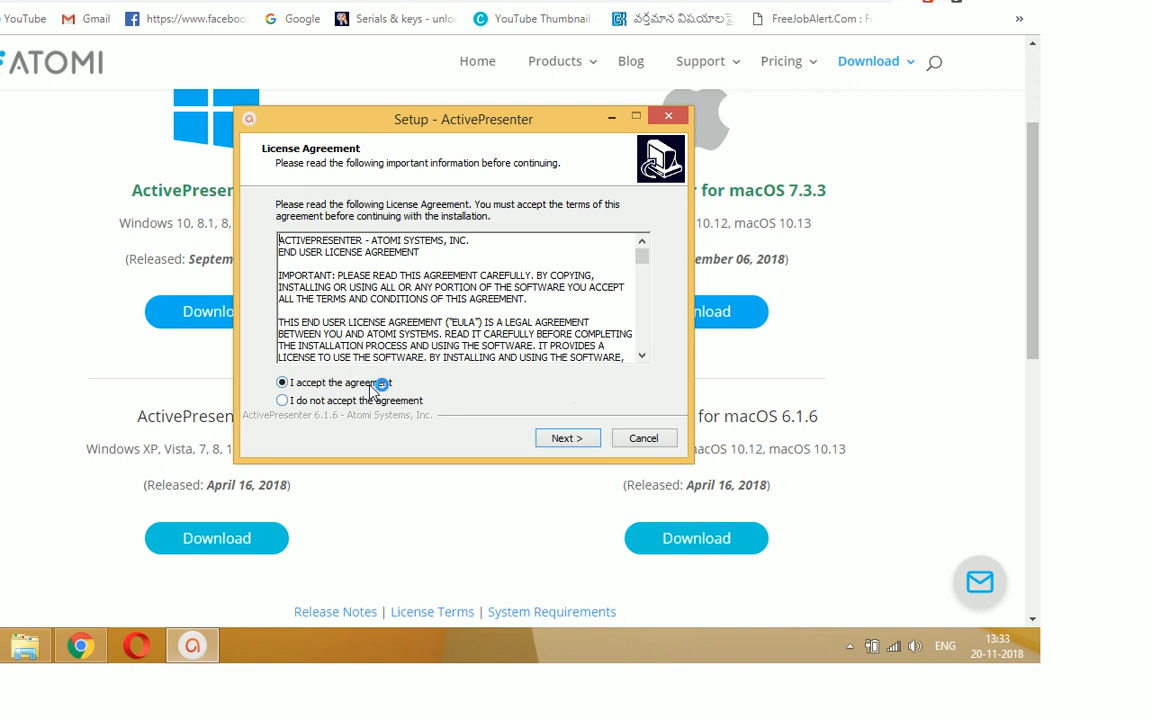 YouTube Gmail https://www.faceboo Google Serials & keys - unlo YouTube Thumbnail వర్తమాన విషయాల FreeJobAlert.Com : F »
ATOMI Home Products Blog Support Pricing Download
Setup - ActivePresenter
License Agreement
Please read the following important information before continuing.
Please read the following License Agreement. You must accept the terms of this
agreement before continuing with the installation.
ACTIVEPRESENTER - ATOMI SYSTEMS, INC.
END USER LICENSE AGREEMENT
IMPORTANT: PLEASE READ THIS AGREEMENT CAREFULLY. BY COPYING,
INSTALLING OR USING ALL OR ANY PORTION OF THE SOFTWARE YOU ACCEPT
ALL THE TERMS AND CONDITIONS OF THIS AGREEMENT.
THIS END USER LICENSE AGREEMENT ("EULA") IS A LEGAL AGREEMENT
BETWEEN YOU AND ATOMI SYSTEMS. READ IT CAREFULLY BEFORE COMPLETING
THE INSTALLATION PROCESS AND USING THE SOFTWARE. IT PROVIDES A
LICENSE TO USE THE SOFTWARE. BY INSTALLING AND USING THE SOFTWARE,
I accept the agreement
I do not accept the agreement
ActivePresenter 6.1.6 - Atomi Systems, Inc.
Next > Cancel
ActivePresen
Windows 10, 8.1, 8,
(Released: Septem
Downlo
for macOS 7.3.3
10.12, macOS 10.13
ember 06, 2018)
nload
ActivePresen
Windows XP, Vista, 7, 8, 1
(Released: April 16, 2018)
Download
for macOS 6.1.6
acOS 10.12, macOS 10.13
(Released: April 16, 2018)
Download
Release Notes | License Terms | System Requirements
ENG
13:33
20-11-2018